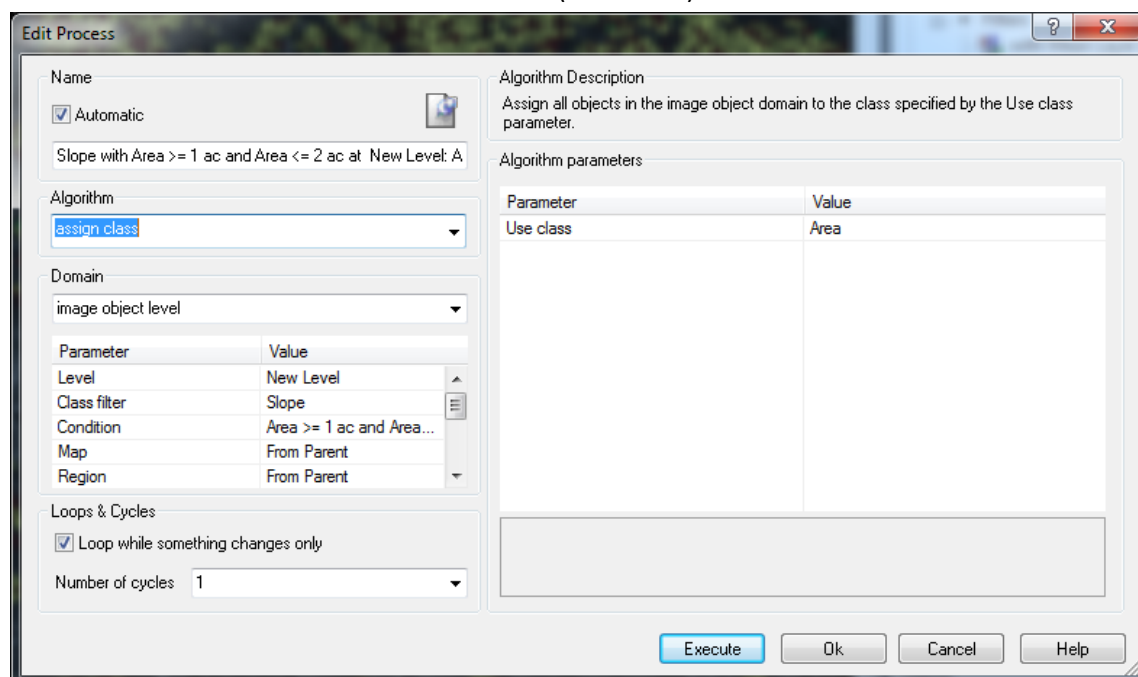 Edit Process
Name
Automatic
Slope with Area >= 1 ac and Area <= 2 ac at New Level: A
Algorithm
assign class
Domain
image object level
Parameter Value
Level New Level
Class filter Slope
Condition Area >= 1 ac and Area...
Map From Parent
Region From Parent
Loops & Cycles
Loop while something changes only
Number of cycles 1
Algorithm Description
Assign all objects in the image object domain to the class specified by the Use class
parameter.
Algorithm parameters
Parameter Value
Use class Area
Execute Ok Cancel Help